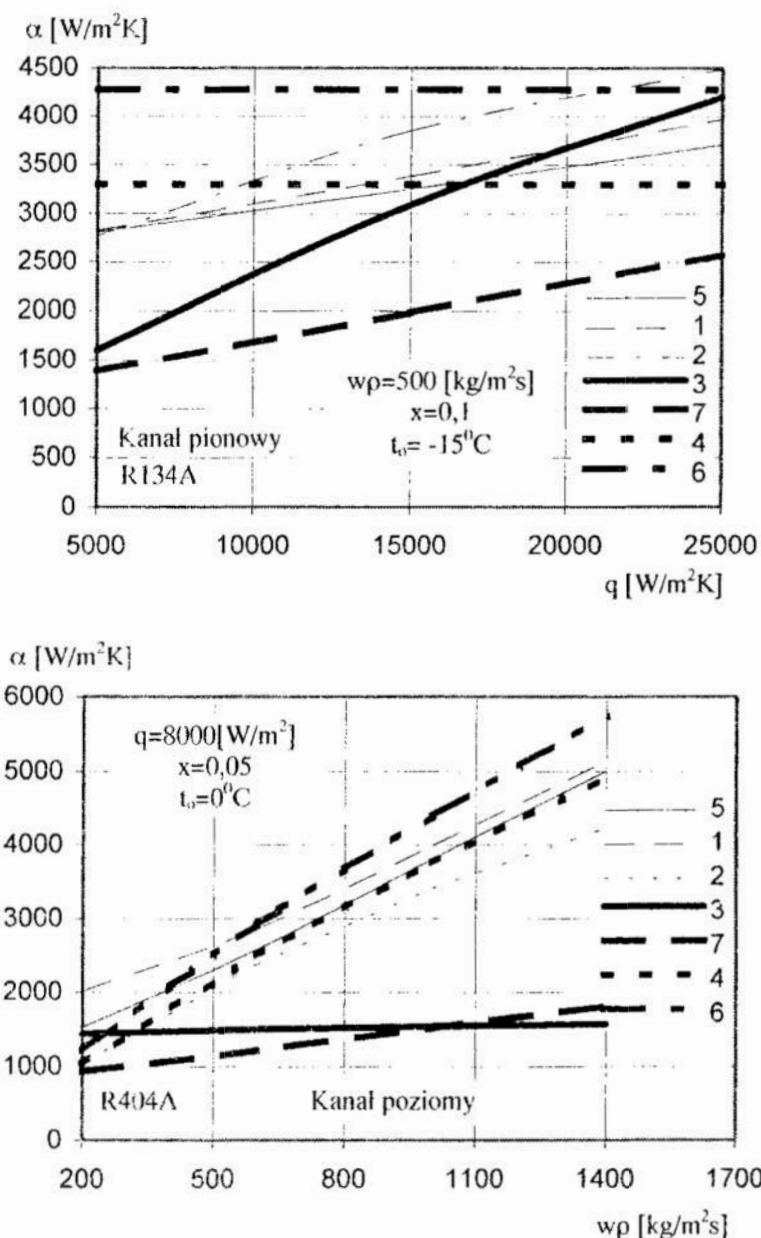 α [W/m²K]
4500
4000
3500
3000
2500
2000
1500
1000
500
0
wρ=500 [kg/m²s]
x=0,1
t₀= -15⁰C
Kanał pionowy
R134A
5
1
2
3
7
4
6
5000 10000 15000 20000 25000
q [W/m²K]
α [W/m²K]
6000
5000
4000
3000
2000
1000
0
q=8000[W/m²]
x=0,05
t₀=0⁰C
5
1
2
3
7
4
6
R404A Kanał poziomy
200 500 800 1100 1400 1700
wρ [kg/m²s]